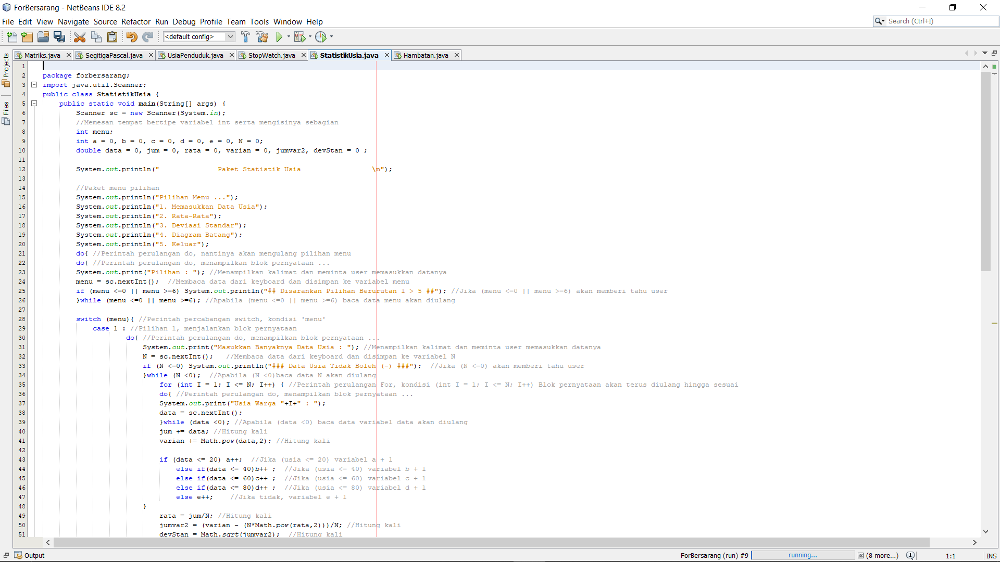 ForBersarang - NetBeans IDE 8.2
File Edit View Navigate Source Refactor Run Debug Profile Team Tools Window Help
Search (Ctrl+I)
<default config>
Matriks.java SegitigaPascal.java UsiaPenduduk.java StopWatch.java StatistikUsia.java Hambatan.java
Projects
Files
1
2 package forbersarang;
3 import java.util.Scanner;
4 public class StatistikUsia {
5 public static void main(String[] args) {
6 Scanner sc = new Scanner(System.in);
7 //Memesan tempat bertipe variabel int serta mengisinya sebagian
8 int menu;
9 int a = 0, b = 0, c = 0, d = 0, e = 0, N = 0;
10 double data = 0, jum = 0, rata = 0, varian = 0, jumvar2, devStan = 0 ;
11
12 System.out.println("              Paket Statistik Usia                 \n");
13
14 //Paket menu pilihan
15 System.out.println("Pilihan Menu ...");
16 System.out.println("1. Memasukkan Data Usia");
17 System.out.println("2. Rata-Rata");
18 System.out.println("3. Deviasi Standar");
19 System.out.println("4. Diagram Batang");
20 System.out.println("5. Keluar");
21 do{ //Perintah perulangan do, nantinya akan mengulang pilihan menu
22 do{ //Perintah perulangan do, menampilkan blok pernyataan ...
23 System.out.print("Pilihan : "); //Menampilkan kalimat dan meminta user memasukkan datanya
24 menu = sc.nextInt();  //Membaca data dari keyboard dan disimpan ke variabel menu
25 if (menu <=0 || menu >=6) System.out.println("## Disarankan Pilihan Berurutan 1 > 5 ##"); //Jika (menu <=0 || menu >=6) akan memberi tahu user
26 }while (menu <=0 || menu >=6); //Apabila (menu <=0 || menu >=6) baca data menu akan diulang
27
28 switch (menu){ //Perintah percabangan switch, kondisi 'menu'
29 case 1 : //Pilihan 1, menjalankan blok pernyataan
30 do{ //Perintah perulangan do, menampilkan blok pernyataan ...
31 System.out.print("Masukkan Banyaknya Data Usia : "); //Menampilkan kalimat dan meminta user memasukkan datanya
32 N = sc.nextInt();   //Membaca data dari keyboard dan disimpan ke variabel N
33 if (N <=0) System.out.println("### Data Usia Tidak Boleh (-) ###");  //Jika (N <=0) akan memberi tahu user
34 }while (N <0);  //Apabila (N <0)baca data N akan diulang
35 for (int I = 1; I <= N; I++) { //Perintah perulangan For, kondisi (int I = 1; I <= N; I++) Blok pernyataan akan terus diulang hingga sesuai
36 do{ //Perintah perulangan do, menampilkan blok pernyataan ...
37 System.out.print("Usia Warga "+I+" : ");
38 data = sc.nextInt();
39 }while (data <0); //Apabila (data <0) baca data variabel data akan diulang
40 jum += data; //Hitung kali
41 varian += Math.pow(data,2); //Hitung kali
42
43 if (data <= 20) a++;  //Jika (usia <= 20) variabel a + 1
44 else if(data <= 40)b++ ;  //Jika (usia <= 40) variabel b + 1
45 else if(data <= 60)c++ ;  //Jika (usia <= 60) variabel c + 1
46 else if(data <= 80)d++ ;  //Jika (usia <= 80) variabel d + 1
47 else e++;    //Jika tidak, variabel e + 1
48 }
49 rata = jum/N; //Hitung kali
50 jumvar2 = (varian - (N*Math.pow(rata,2)))/N; //Hitung kali
51 devStan = Math.sqrt(jumvar2);  //Hitung kali
Output
ForBersarang (run) #9 running... (8 more...) 1 1:1 INS